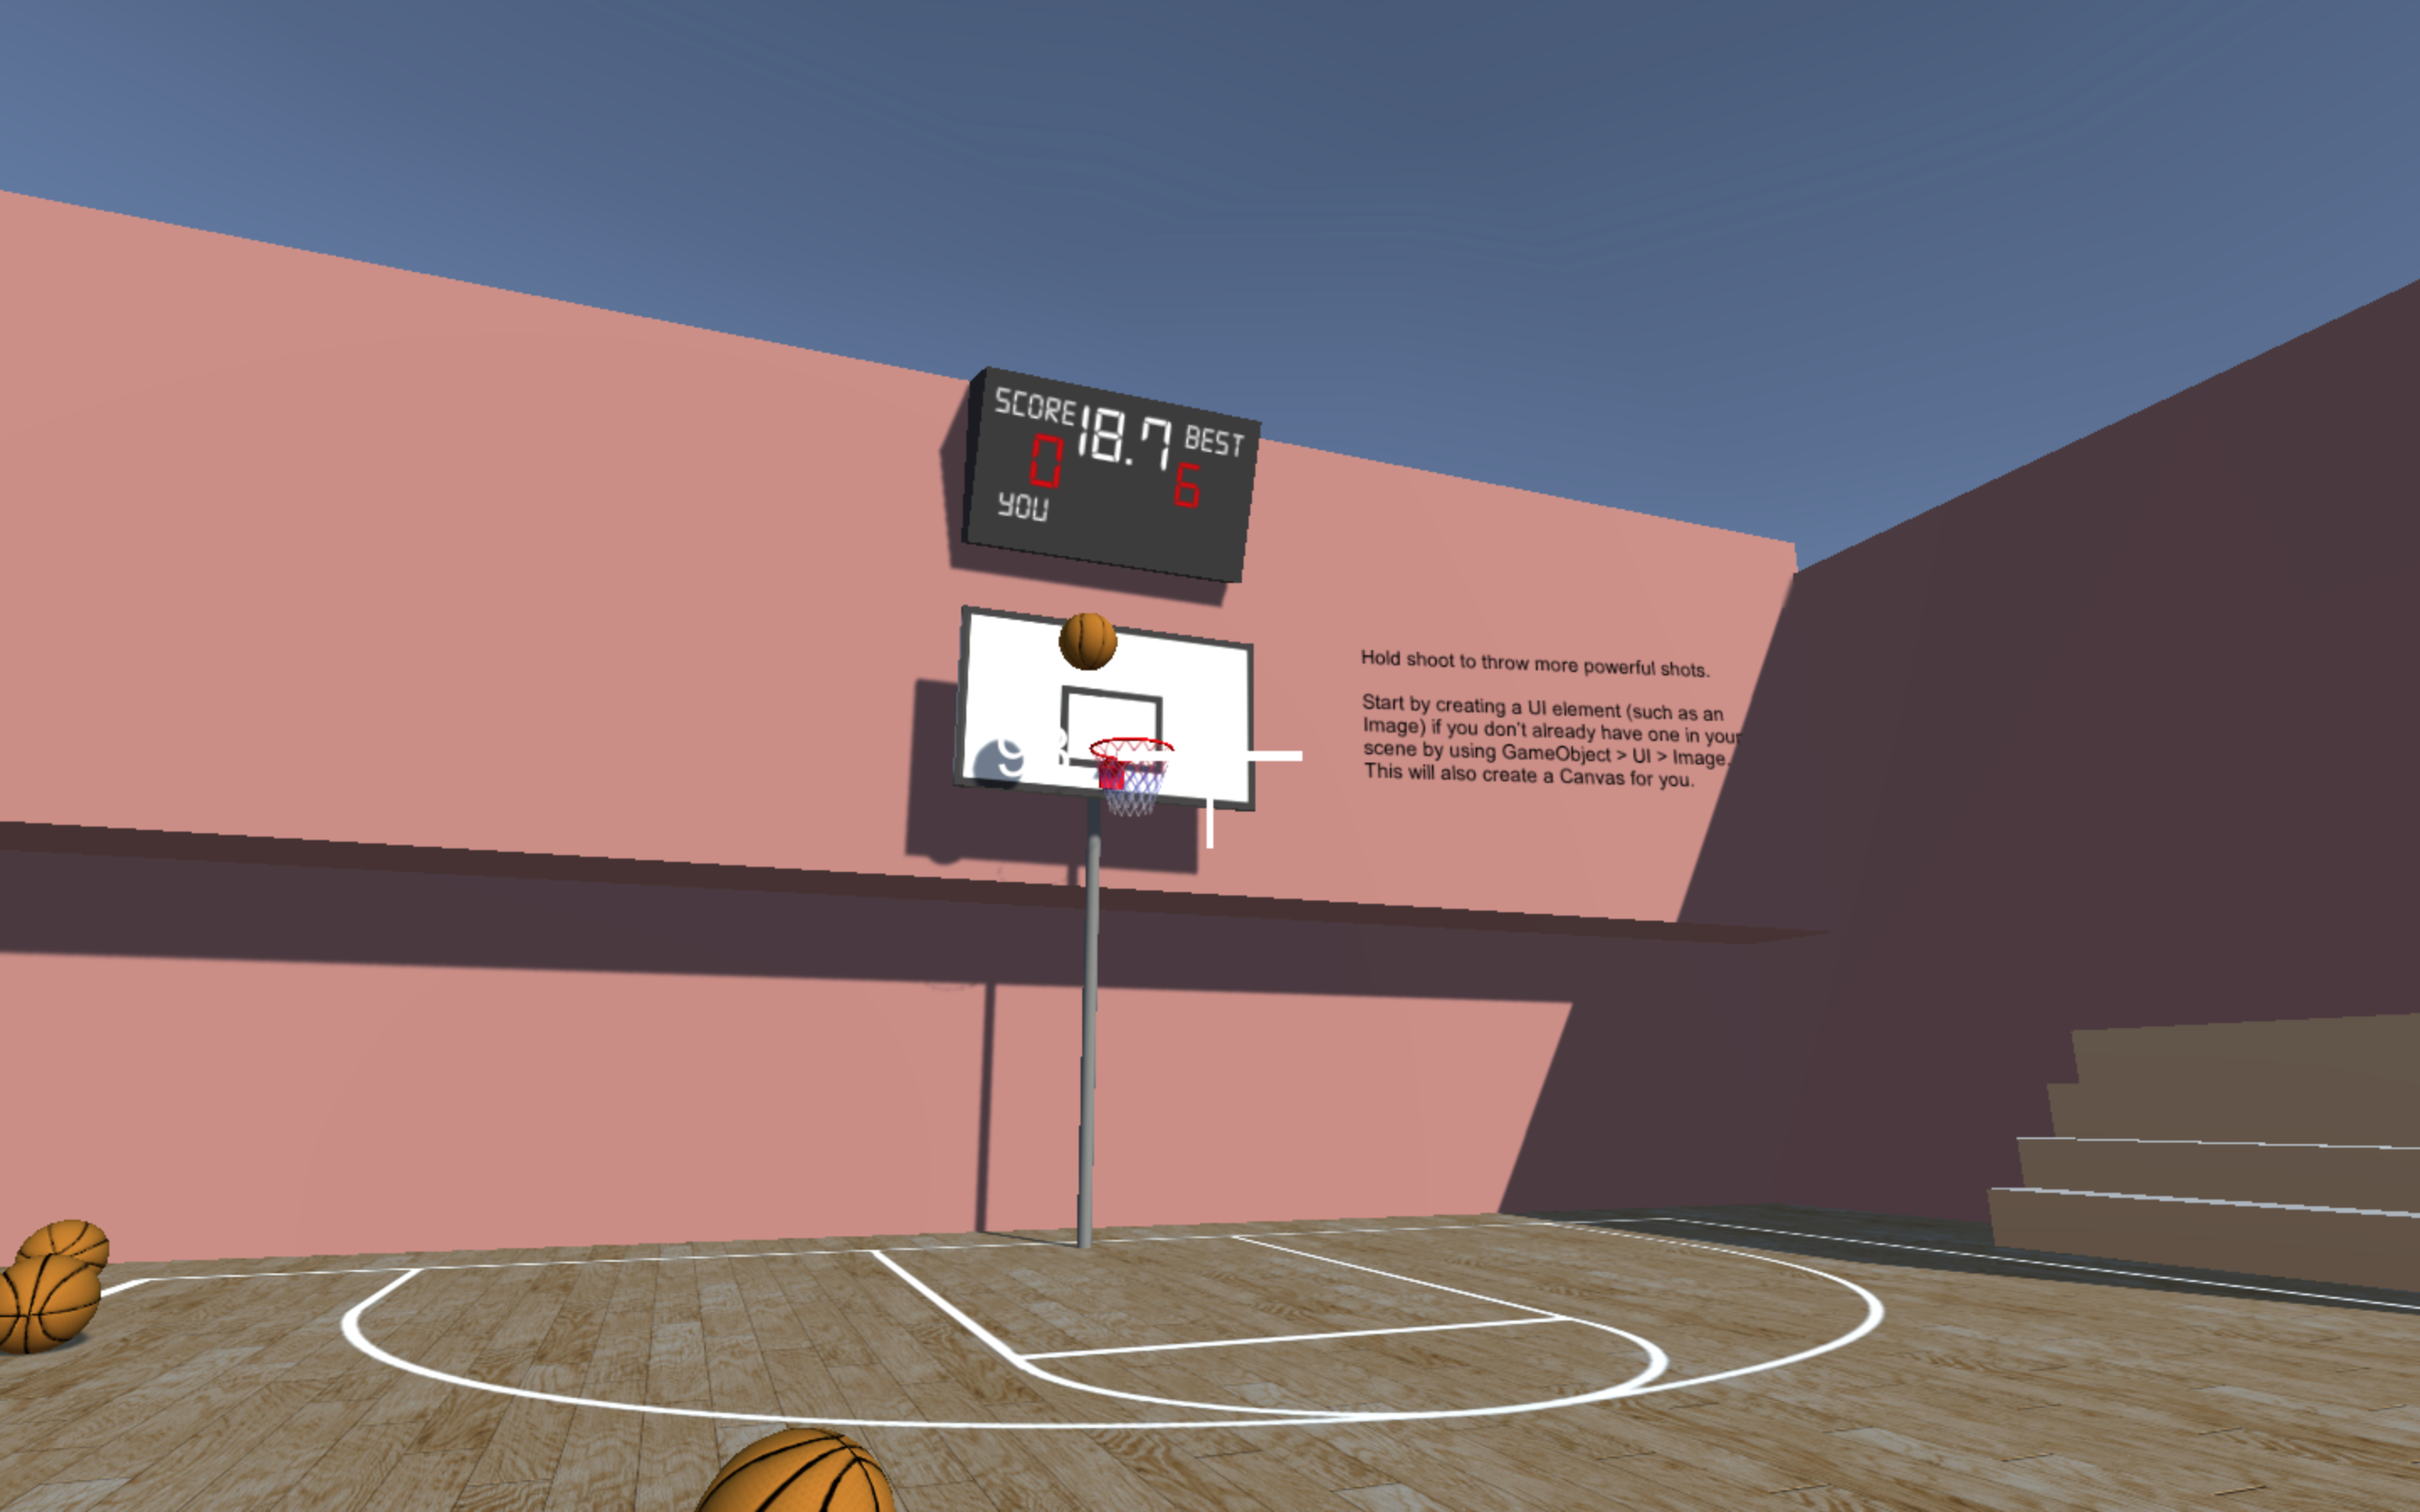 SCORE 18.7 BEST
0 6
YOU
Hold shoot to throw more powerful shots.
Start by creating a UI element (such as an
Image) if you don't already have one in your
scene by using GameObject > UI > Image.
This will also create a Canvas for you.